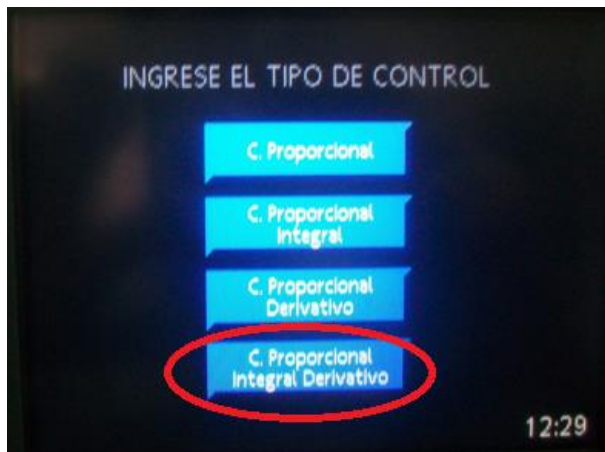 INGRESE EL TIPO DE CONTROL
C. Proporcional
C. Proporcional
Integral
C. Proporcional
Derivativo
C. Proporcional
Integral Derivativo
12:29